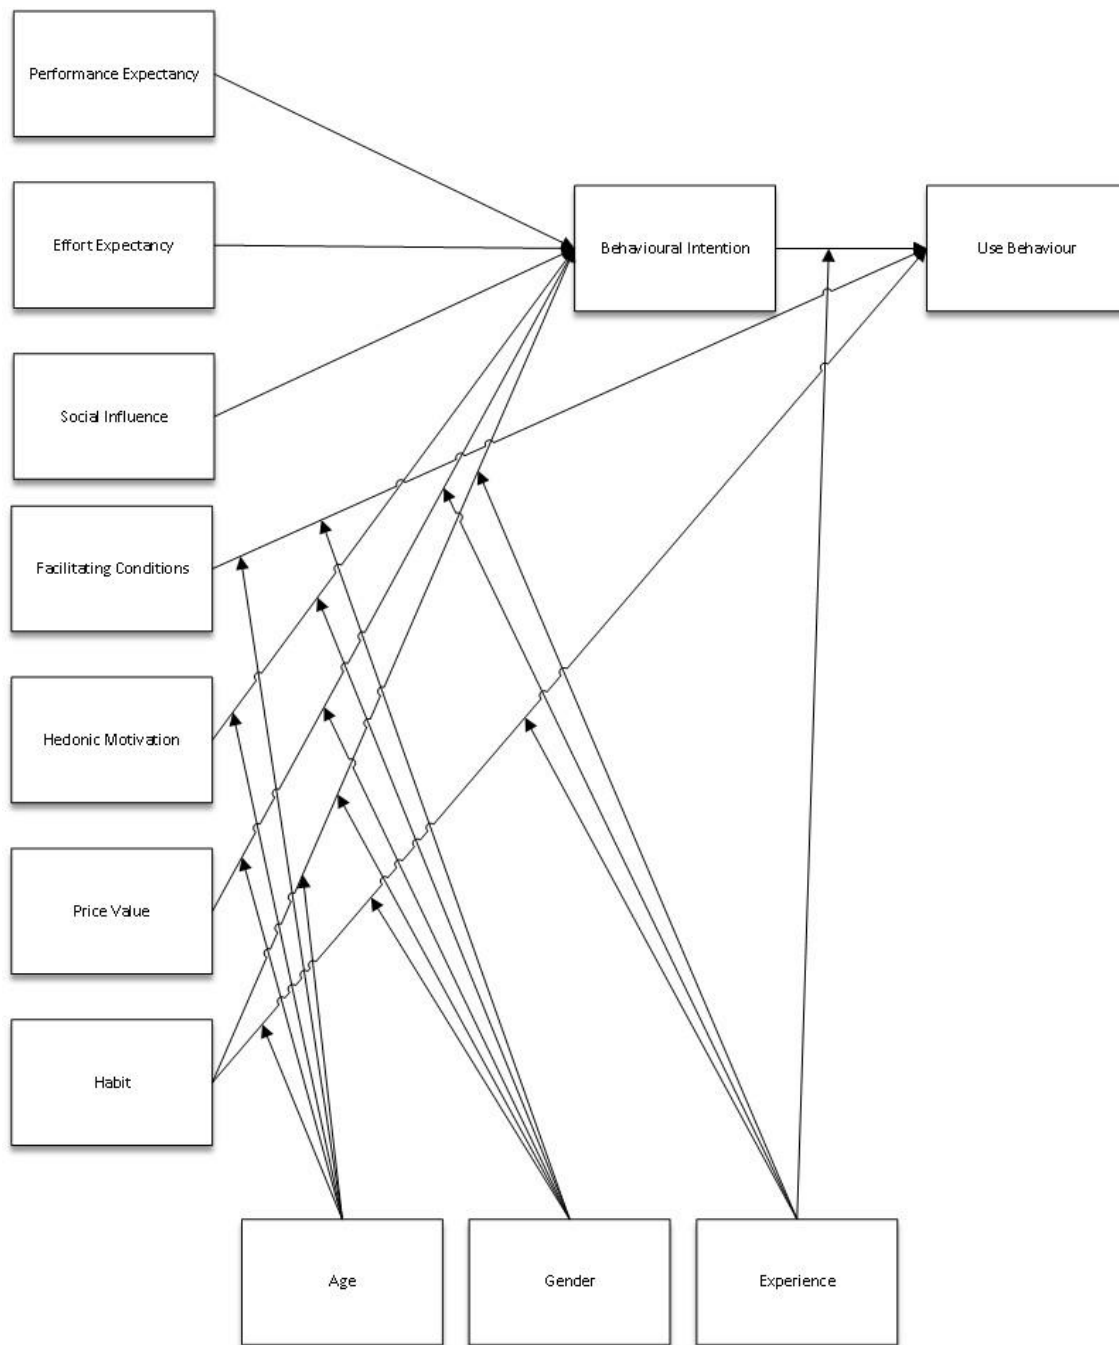 Performance Expectancy
Effort Expectancy
Behavioural Intention
Use Behaviour
Social Influence
Facilitating Conditions
Hedonic Motivation
Price Value
Habit
Age
Gender
Experience